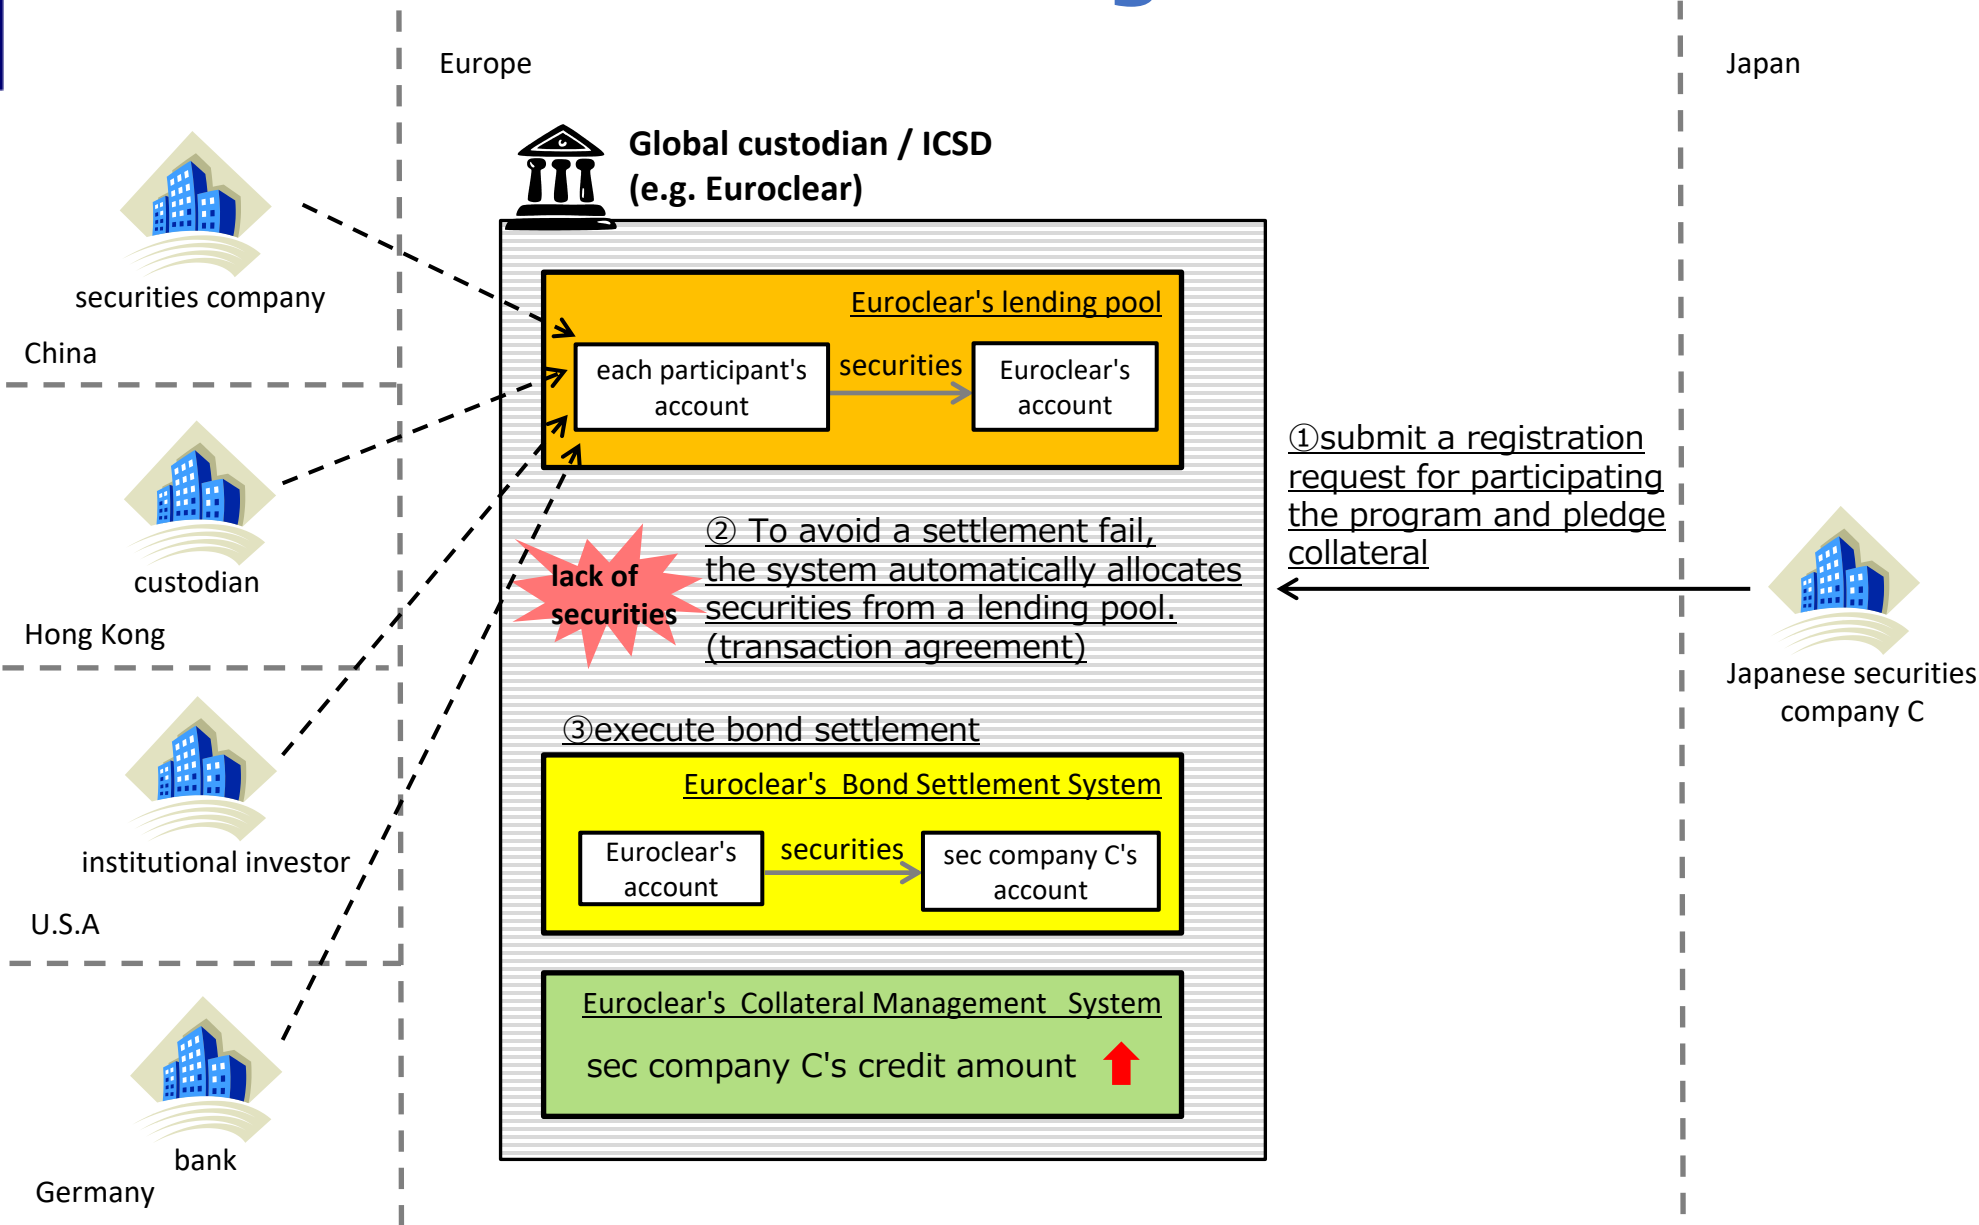 Europe
Japan
Global custodian / ICSD
(e.g. Euroclear)
securities company
China
Euroclear's lending pool
each participant's
account
securities
Euroclear's
account
custodian
Hong Kong
①submit a registration
request for participating
the program and pledge
collateral
lack of
securities
② To avoid a settlement fail,
the system automatically allocates
securities from a lending pool.
(transaction agreement)
Japanese securities
company C
institutional investor
U.S.A
③execute bond settlement
Euroclear's Bond Settlement System
Euroclear's
account
securities
sec company C's
account
Euroclear's Collateral Management System
sec company C's credit amount
bank
Germany